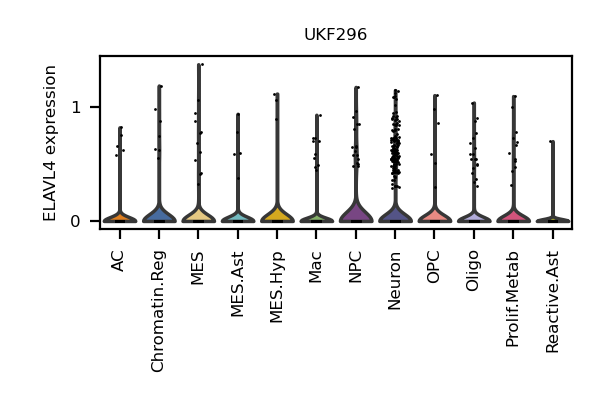 UKF296
ELAVL4 expression
1
0
AC
Chromatin.Reg
MES
MES.Ast
MES.Hyp
Mac
NPC
Neuron
OPC
Oligo
Prolif.Metab
Reactive.Ast